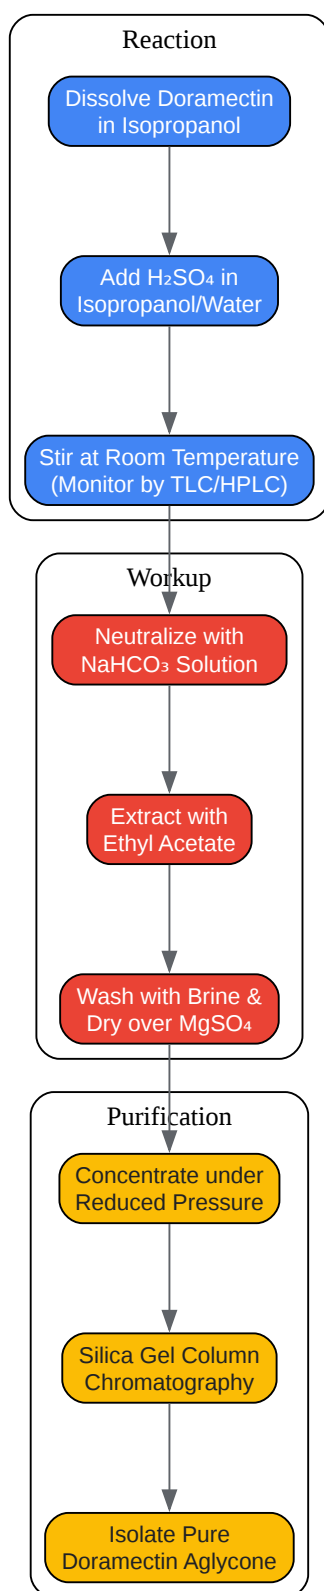 Reaction
Dissolve Doramectin
in Isopropanol
Add H₂SO₄ in
Isopropanol/Water
Stir at Room Temperature
(Monitor by TLC/HPLC)
Workup
Neutralize with
NaHCO₃ Solution
Extract with
Ethyl Acetate
Wash with Brine &
Dry over MgSO₄
Purification
Concentrate under
Reduced Pressure
Silica Gel Column
Chromatography
Isolate Pure
Doramectin Aglycone